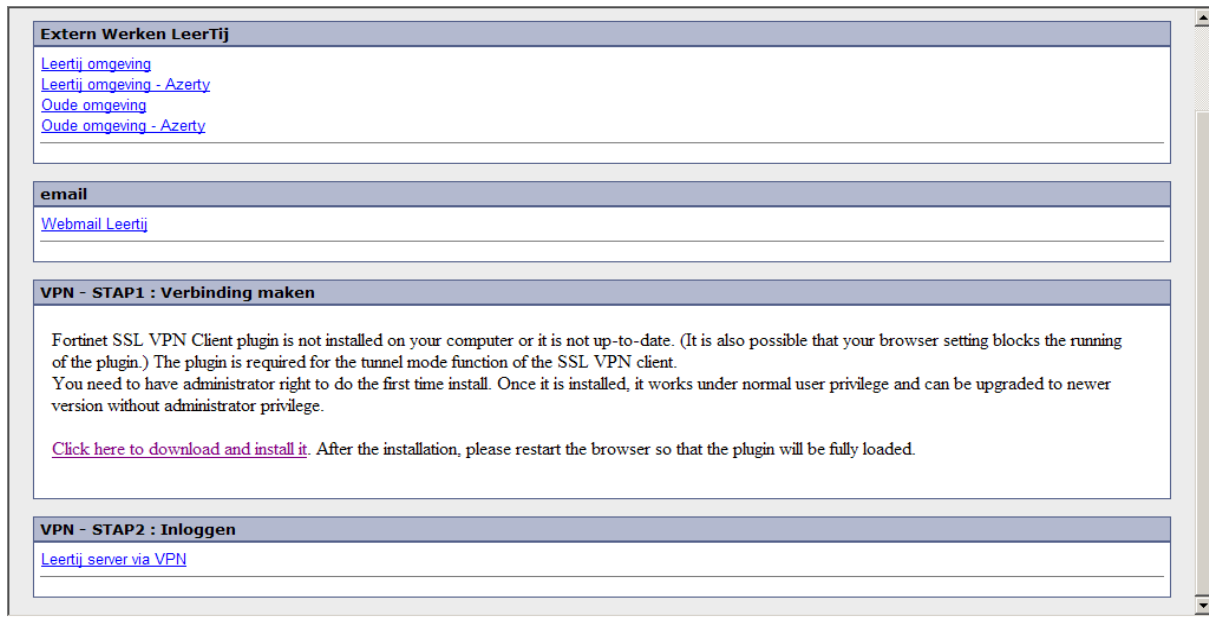 Extern Werken LeerTij
Leertij omgeving
Leertij omgeving - Azerty
Oude omgeving
Oude omgeving - Azerty
email
Webmail Leertij
VPN - STAP1 : Verbinding maken
Fortinet SSL VPN Client plugin is not installed on your computer or it is not up-to-date. (It is also possible that your browser setting blocks the running
of the plugin.) The plugin is required for the tunnel mode function of the SSL VPN client.
You need to have administrator right to do the first time install. Once it is installed, it works under normal user privilege and can be upgraded to newer
version without administrator privilege.
Click here to download and install it. After the installation, please restart the browser so that the plugin will be fully loaded.
VPN - STAP2 : Inloggen
Leertij server via VPN